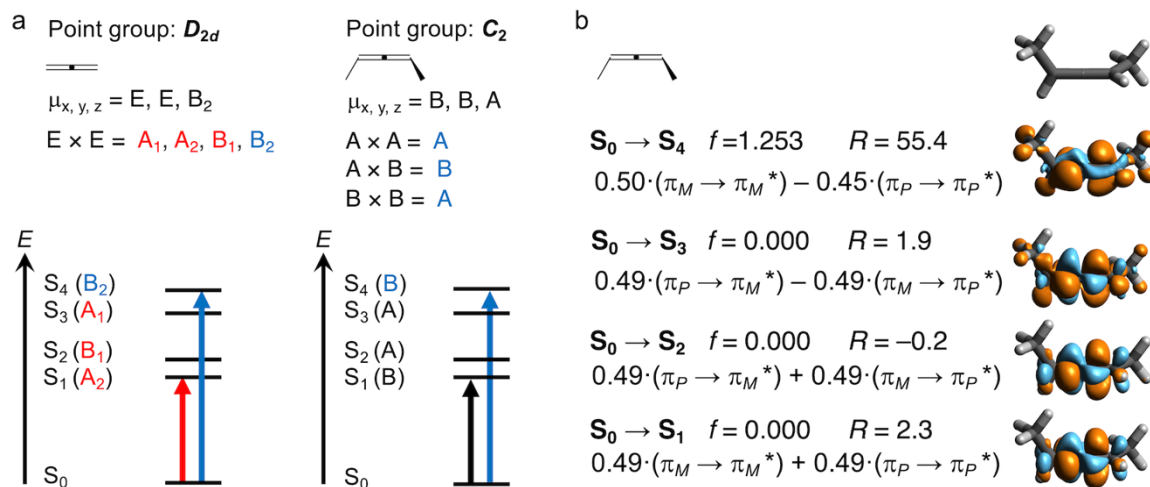 a
Point group: D2d
μx, y, z = E, E, B2
E × E = A1, A2, B1, B2
E
S4 (B2)
S3 (A1)
S2 (B1)
S1 (A2)
S0
Point group: C2
μx, y, z = B, B, A
A × A = A
A × B = B
B × B = A
E
S4 (B)
S3 (A)
S2 (A)
S1 (B)
S0
b
S0 → S4 f=1.253 R = 55.4
0.50·(πM → πM*) – 0.45·(πP → πP*)
S0 → S3 f = 0.000 R = 1.9
0.49·(πP → πM*) – 0.49·(πM → πP*)
S0 → S2 f = 0.000 R = –0.2
0.49·(πP → πM*) + 0.49·(πM → πP*)
S0 → S1 f = 0.000 R = 2.3
0.49·(πM → πM*) + 0.49·(πP → πP*)